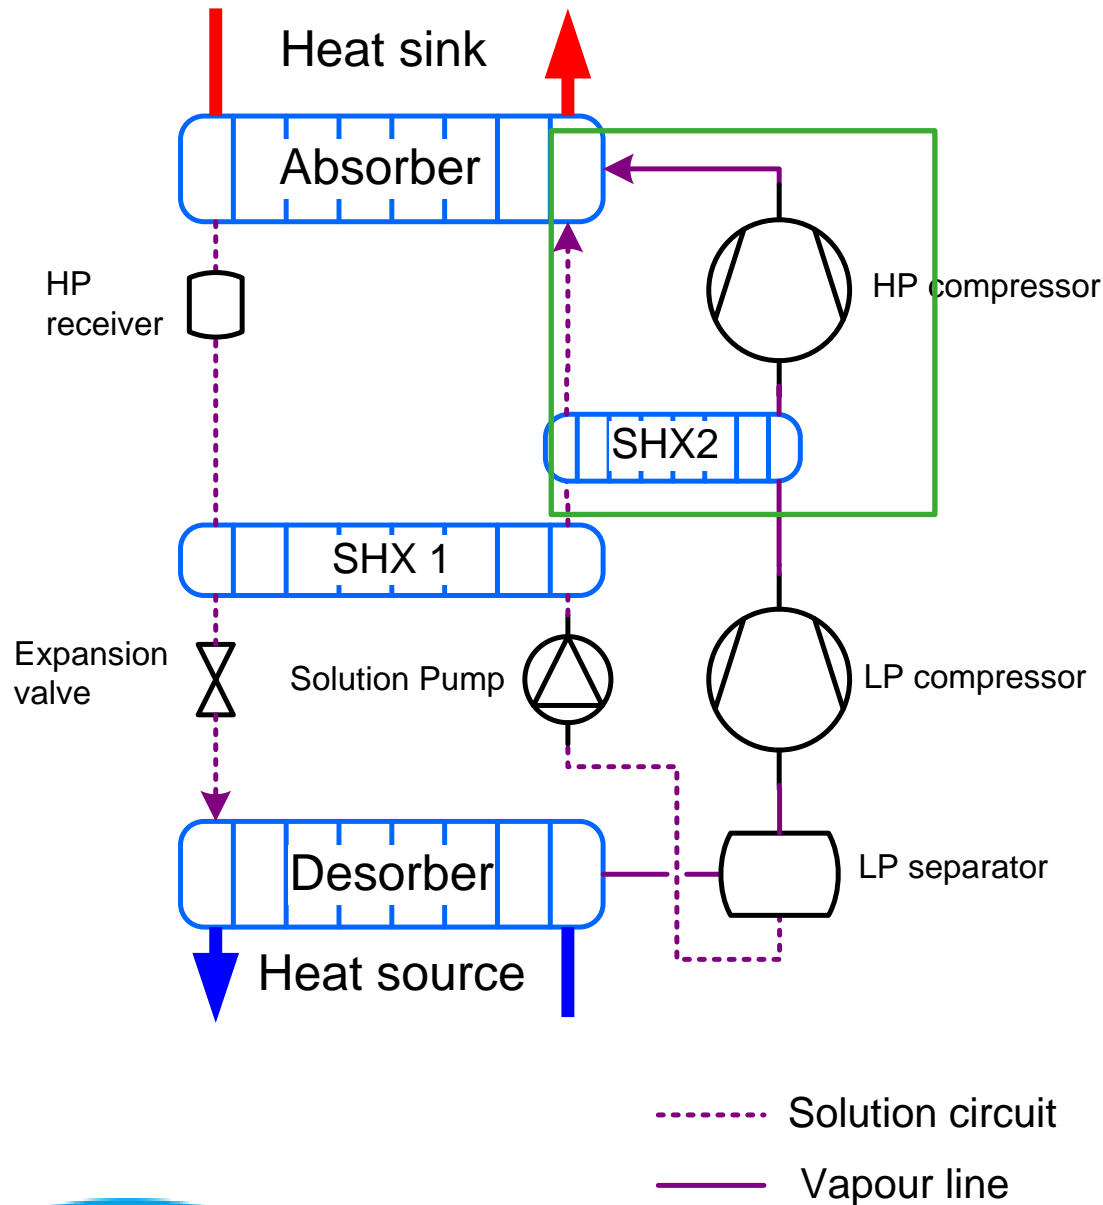 Heat sink
Absorber
HP
receiver
HP compressor
SHX2
SHX 1
Expansion
valve
Solution Pump
LP compressor
Desorber
LP separator
Heat source
Solution circuit
Vapour line